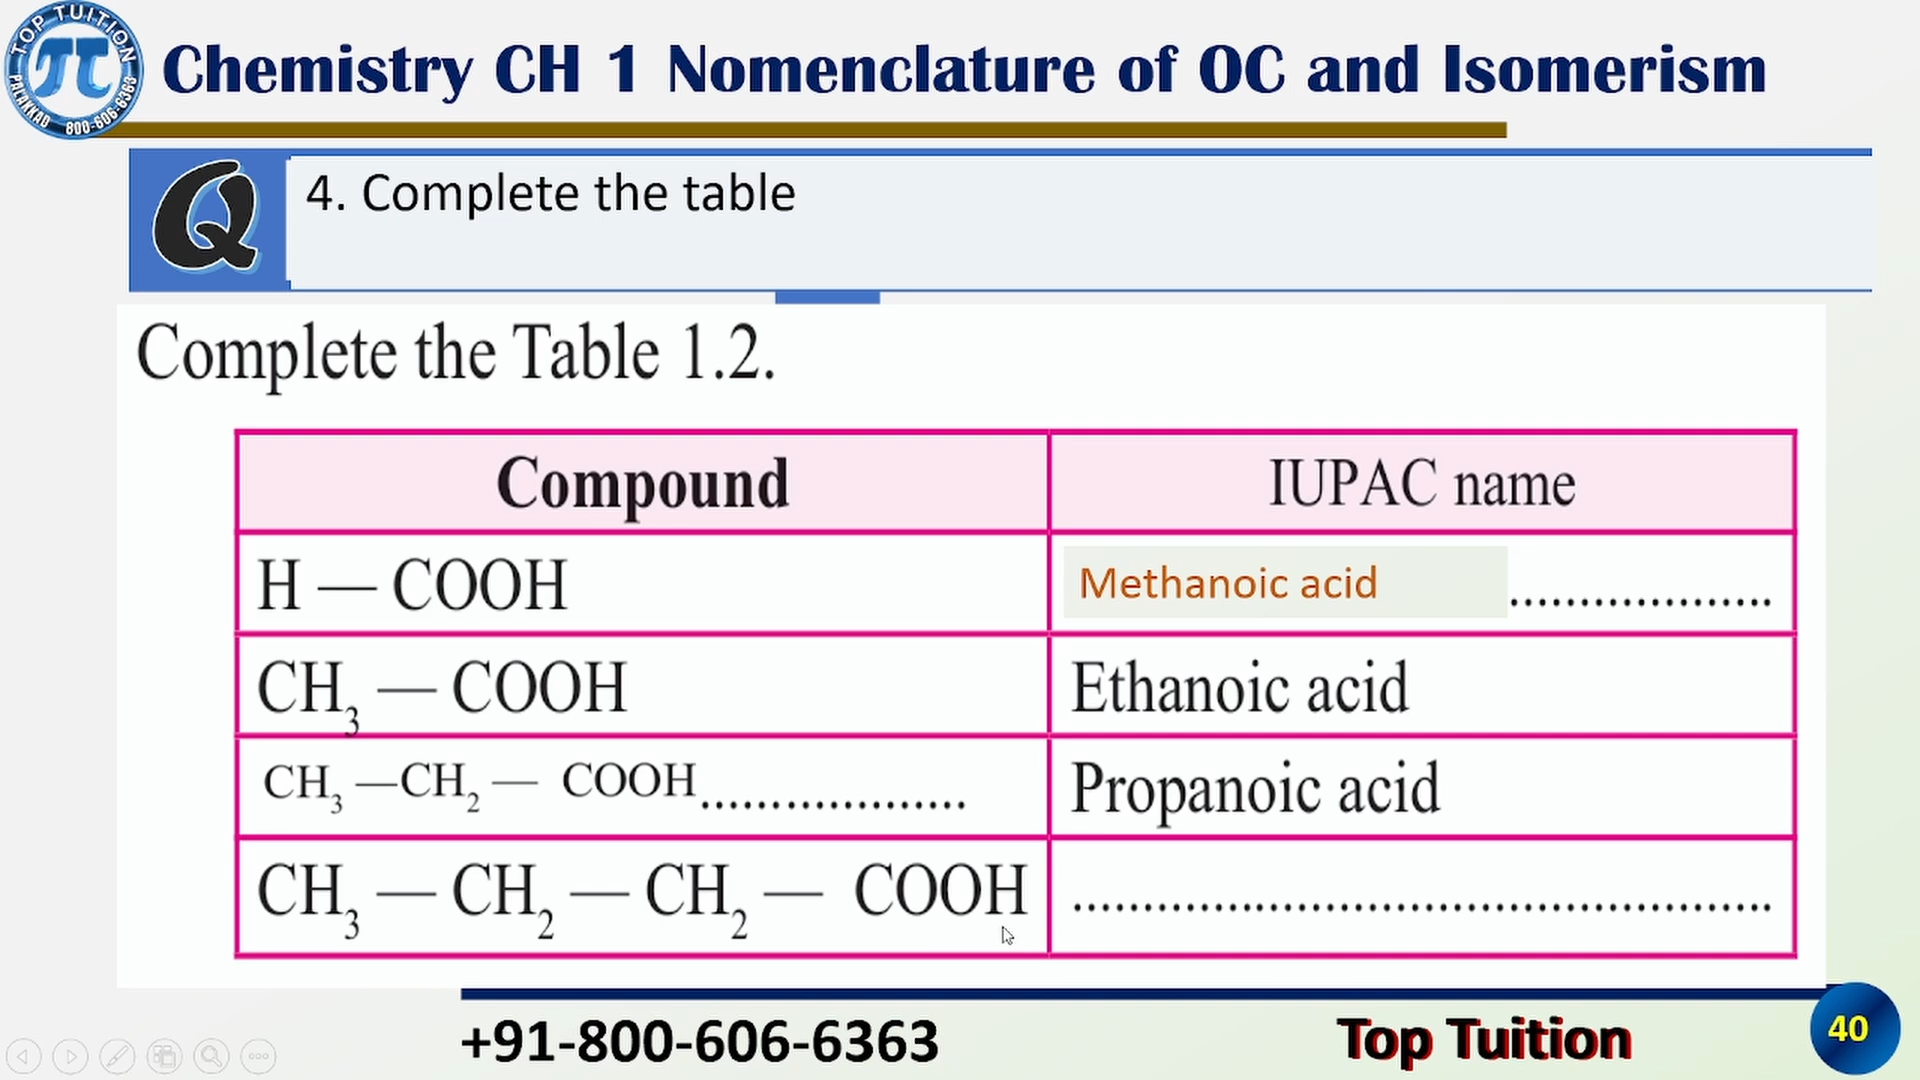 TOP TUITION
PALAKKAD 800-606-6363
Chemistry CH 1 Nomenclature of OC and Isomerism
Q
4. Complete the table
Complete the Table 1.2.
Compound IUPAC name
H — COOH Methanoic acid ...................
CH₃ — COOH Ethanoic acid
CH₃ —CH₂ — COOH................... Propanoic acid
CH₃ — CH₂ — CH₂ — COOH ..................................................
+91-800-606-6363 Top Tuition 40